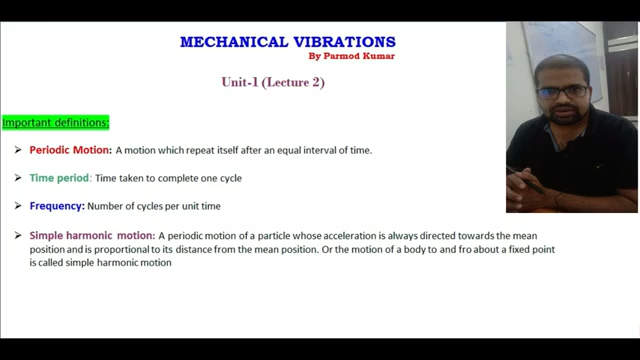 MECHANICAL VIBRATIONS
By Parmod Kumar
Unit-1 (Lecture 2)
Important definitions:
➢ Periodic Motion: A motion which repeat itself after an equal interval of time.
➢ Time period: Time taken to complete one cycle
➢ Frequency: Number of cycles per unit time
➢ Simple harmonic motion: A periodic motion of a particle whose acceleration is always directed towards the mean
position and is proportional to its distance from the mean position. Or the motion of a body to and fro about a fixed point
is called simple harmonic motion